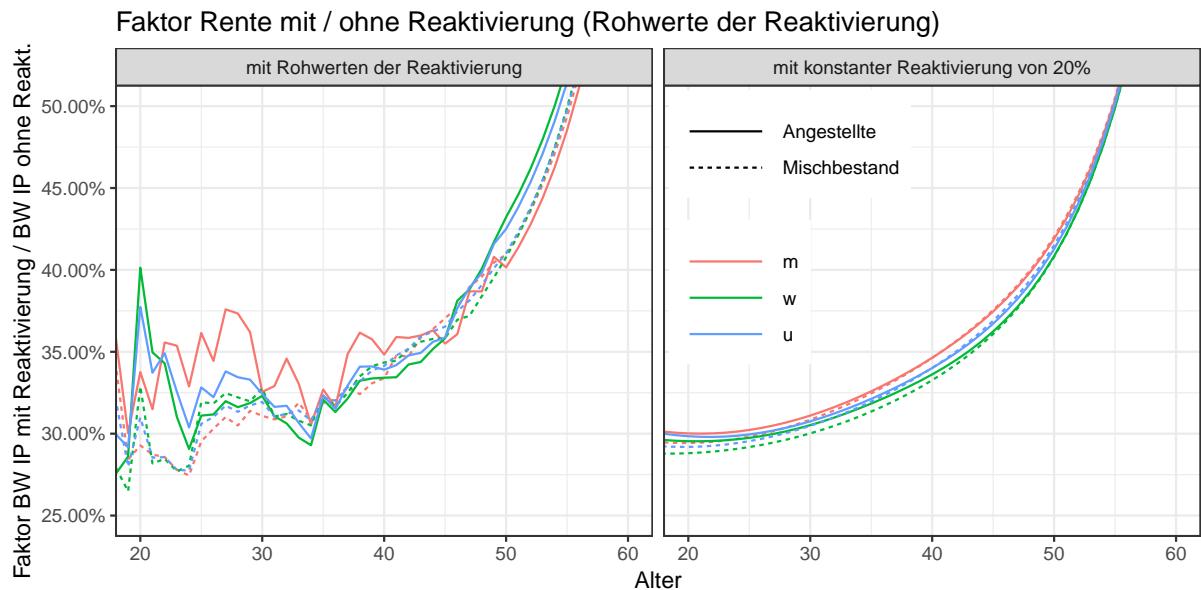 Faktor Rente mit / ohne Reaktivierung (Rohwerte der Reaktivierung)
mit Rohwerten der Reaktivierung
mit konstanter Reaktivierung von 20%
Faktor BW IP mit Reaktivierung / BW IP ohne Reakt.
50.00%
45.00%
40.00%
35.00%
30.00%
25.00%
Angestellte
Mischbestand
m
w
u
20
30
40
50
60
20
30
40
50
60
Alter